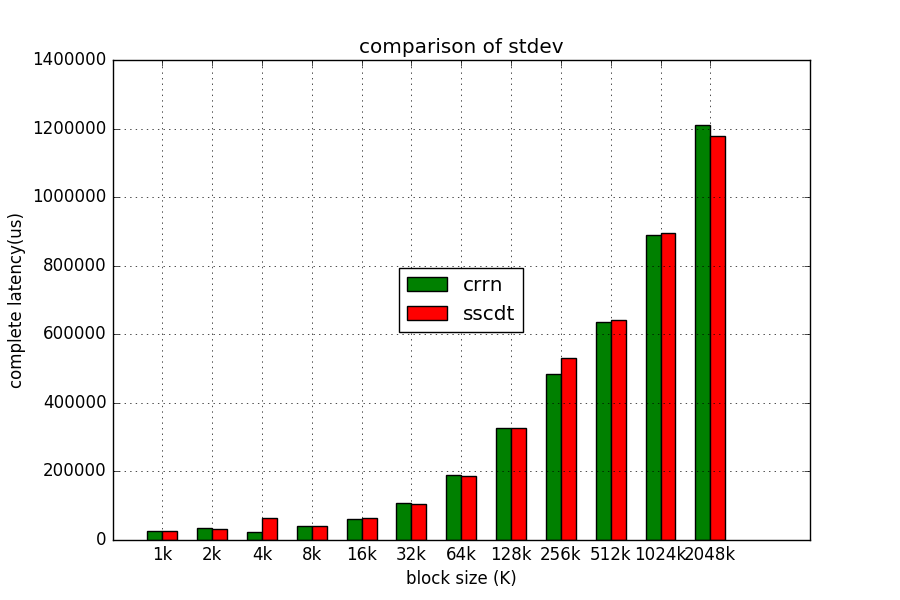 comparison of stdev
1400000
1200000
1000000
800000
600000
400000
200000
0
complete latency(us)
crrn
sscdt
1k 2k 4k 8k 16k 32k 64k 128k 256k 512k 1024k 2048k
block size (K)